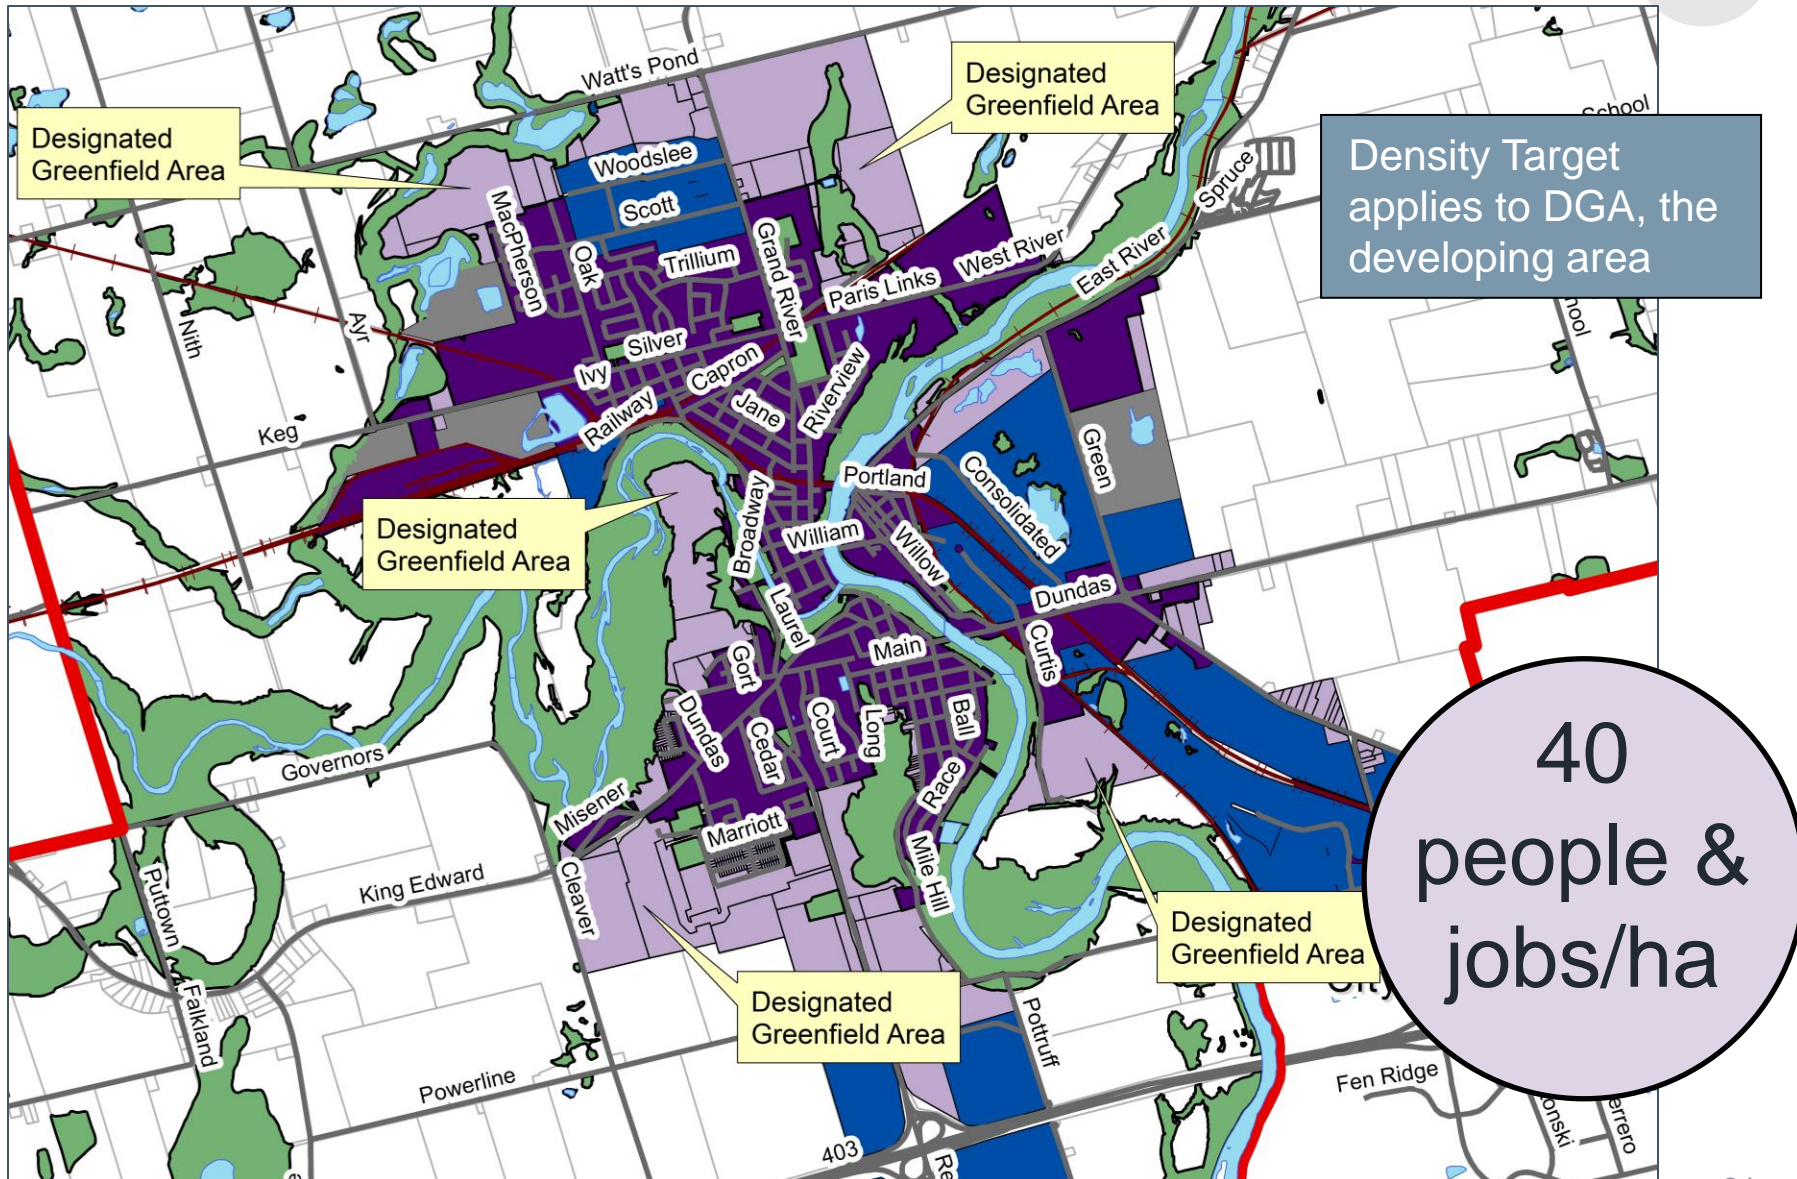 Watt's Pond
Designated
Greenfield Area
Designated
Greenfield Area
School
Density Target
applies to DGA, the
developing area
Woodslee
Scott
Spruce
MacPherson
Oak
Trillium
Grand River
West River
East River
Paris Links
Nith
Ayr
Silver
Ivy
Capron
Riverview
Jane
Railway
Keg
Green
Portland
Consolidated
Designated
Greenfield Area
Broadway
William
Willow
Laurel
Dundas
Curtis
Main
Gort
Dundas
Cedar
Court
Long
Ball
Governors
Misener
Race
Marriott
Mile Hill
40
people &
jobs/ha
King Edward
Cleaver
Puttown
Designated
Greenfield Area
Falkland
Designated
Greenfield Area
Pottruff
Powerline
Fen Ridge
403